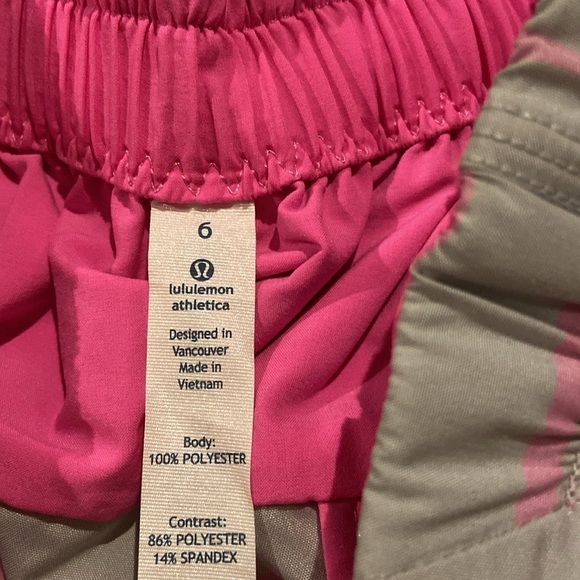 6
lululemon
athletica
Designed in
Vancouver
Made in
Vietnam
Body:
100% POLYESTER
Contrast:
86% POLYESTER
14% SPANDEX